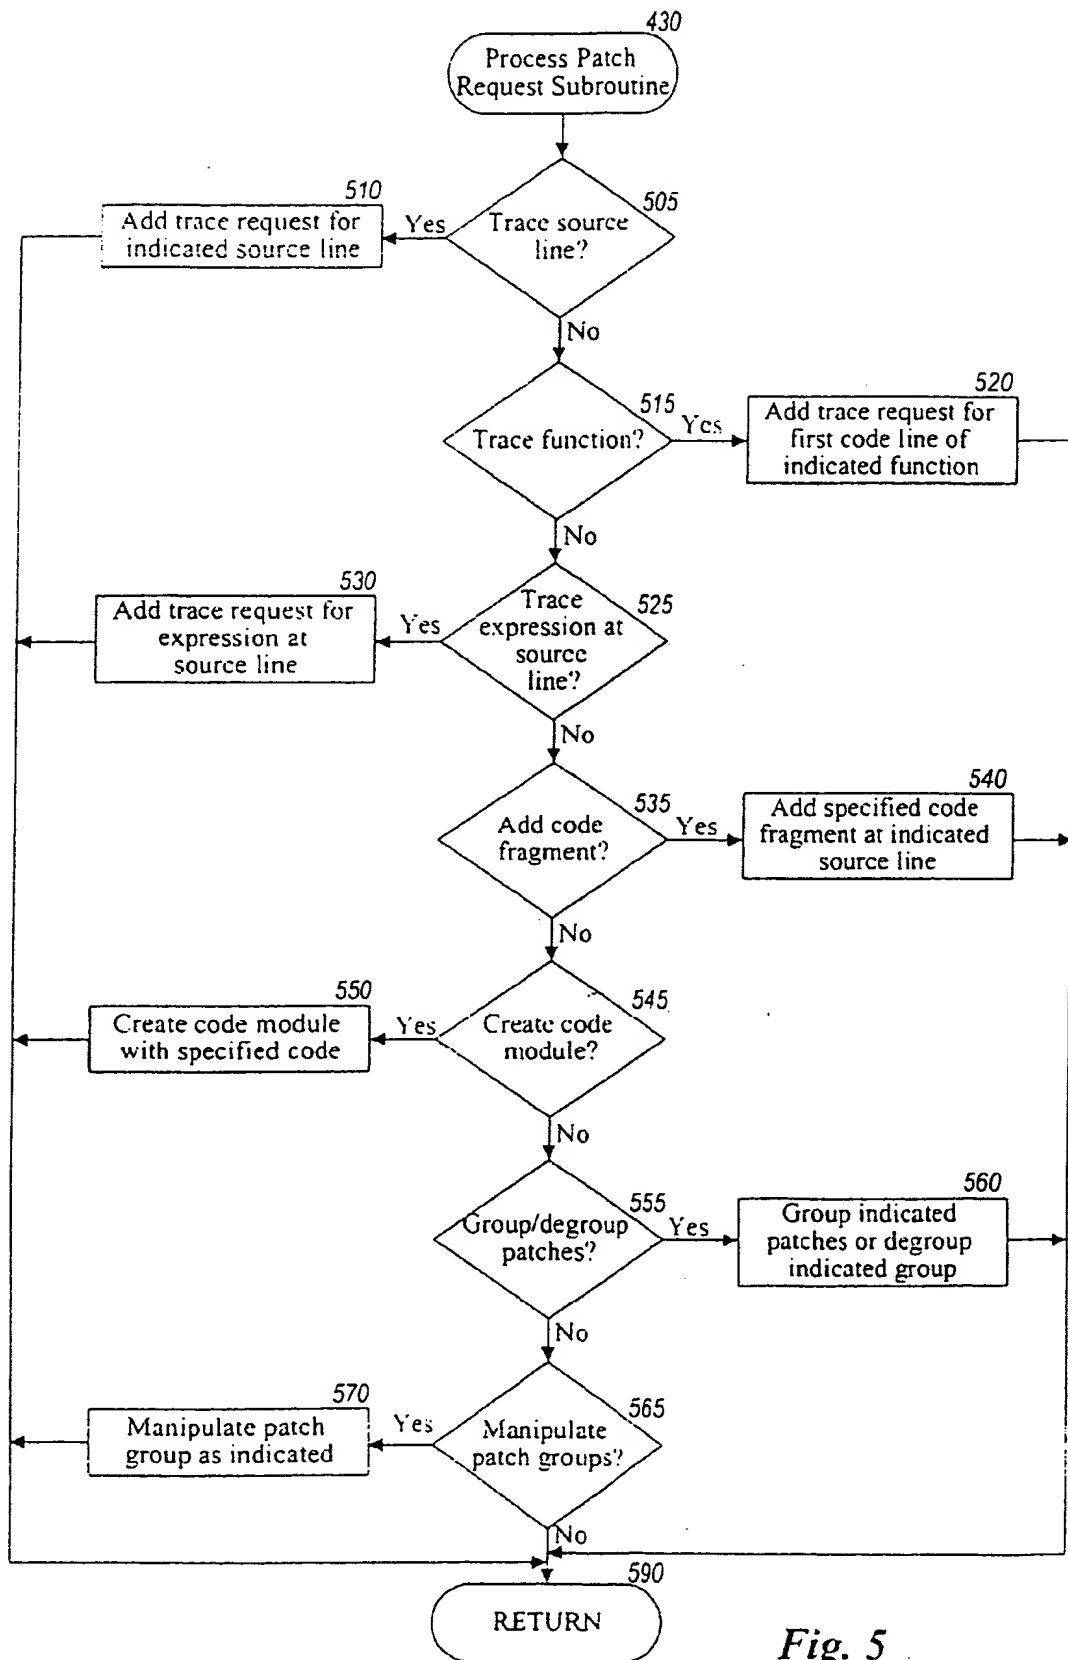 430
Process Patch
Request Subroutine
510
505
Add trace request for
indicated source line
Yes
Trace source
line?
No
520
515
Trace function?
Yes
Add trace request for
first code line of
indicated function
No
530
525
Add trace request for
expression at
source line
Yes
Trace
expression at
source
line?
No
540
535
Add code
fragment?
Yes
Add specified code
fragment at indicated
source line
No
550
545
Create code module
with specified code
Yes
Create code
module?
No
560
555
Group/degroup
patches?
Yes
Group indicated
patches or degroup
indicated group
No
570
565
Manipulate patch
group as indicated
Yes
Manipulate
patch groups?
No
590
RETURN
Fig. 5